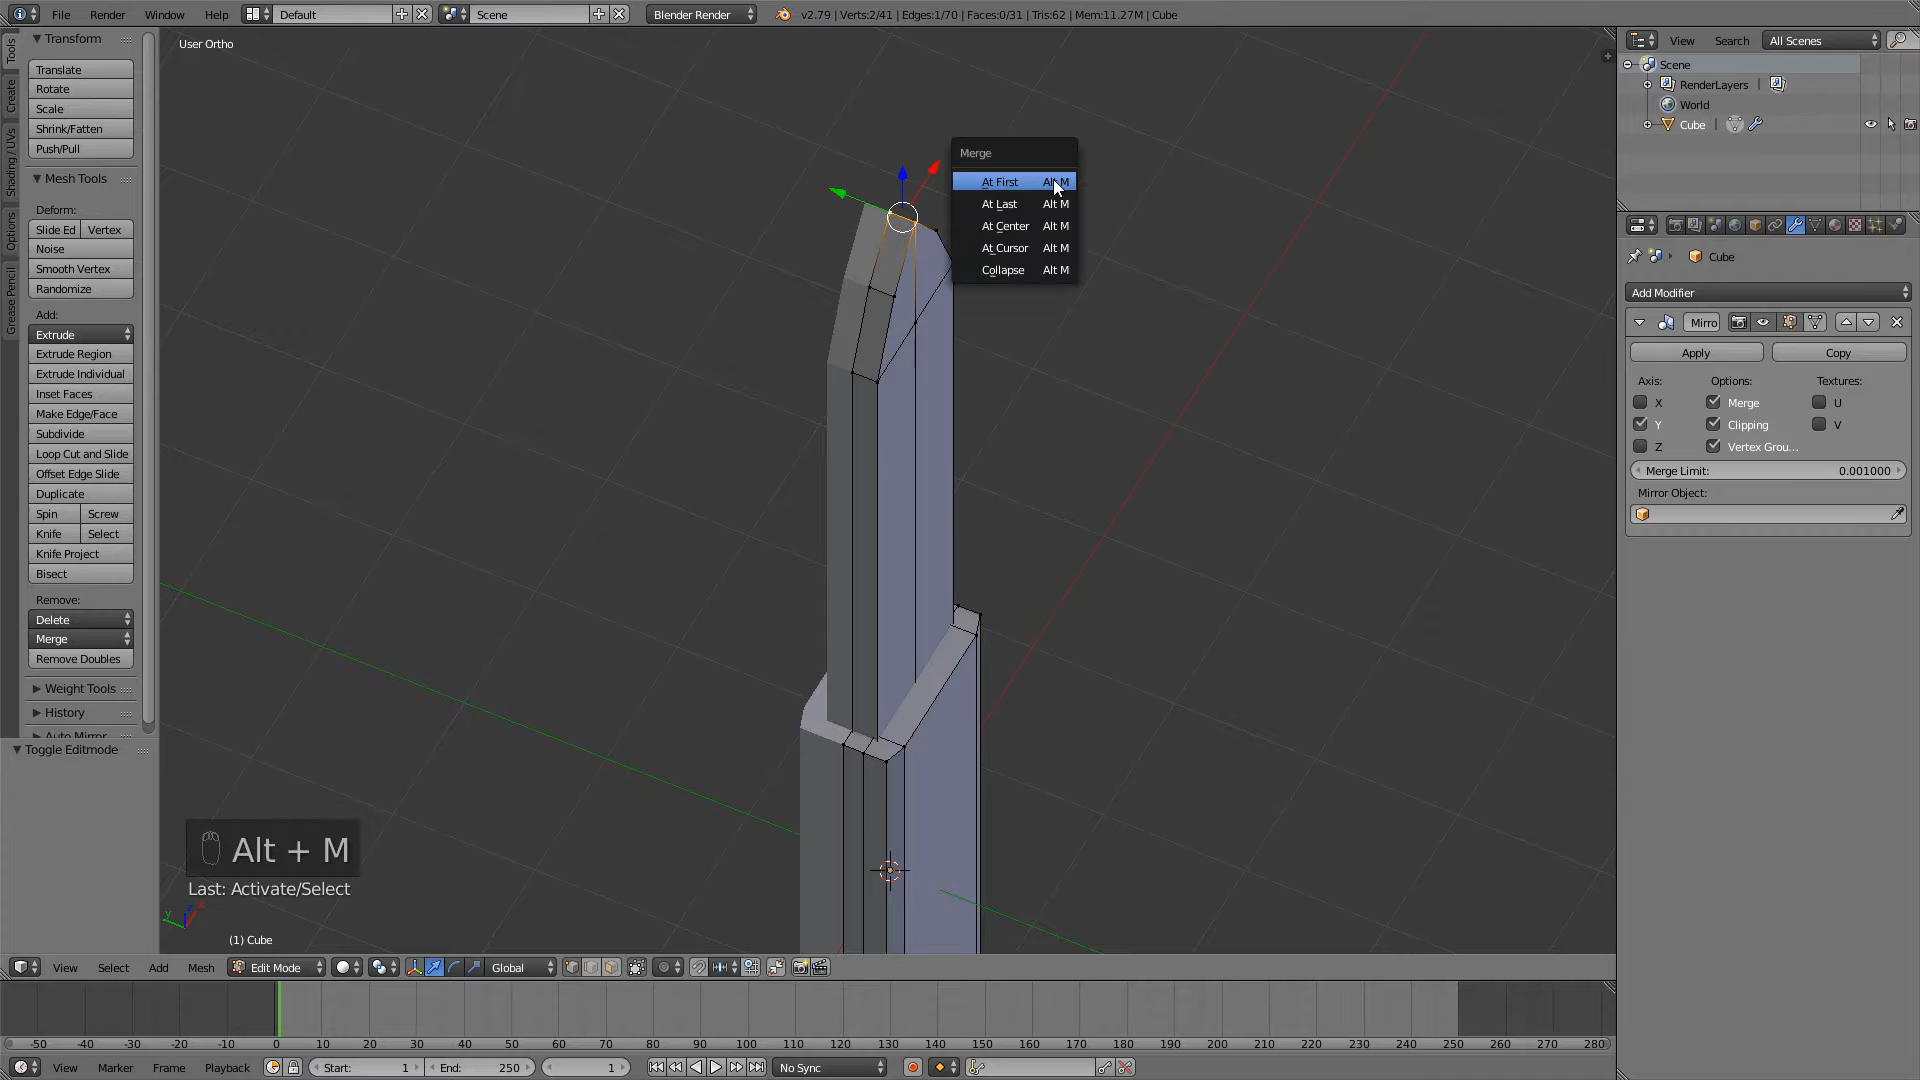 File Render Window Help Default Scene Blender Render v2.79 | Verts:2/41 | Edges:1/70 | Faces:0/31 | Tris:62 | Mem:11.27M | Cube
Tools
Create
Shading / UVs
Options
Grease Pencil
Transform
Translate
Rotate
Scale
Shrink/Fatten
Push/Pull
Mesh Tools
Deform:
Slide Ed Vertex
Noise
Smooth Vertex
Randomize
Add:
Extrude
Extrude Region
Extrude Individual
Inset Faces
Make Edge/Face
Subdivide
Loop Cut and Slide
Offset Edge Slide
Duplicate
Spin Screw
Knife Select
Knife Project
Bisect
Remove:
Delete
Merge
Remove Doubles
Weight Tools
History
Auto Mirror
Toggle Editmode
User Ortho
Merge
At First Alt M
At Last Alt M
At Center Alt M
At Cursor Alt M
Collapse Alt M
Alt + M
Last: Activate/Select
y z x
(1) Cube
View Select Add Mesh Edit Mode Global
-50 -40 -30 -20 -10 0 10 20 30 40 50 60 70 80 90 100 110 120 130 140 150 160 170 180 190 200 210 220 230 240 250 260 270 280
View Marker Frame Playback Start: 1 End: 250 1 No Sync
View Search All Scenes
Scene
RenderLayers |
World
Cube |
Cube
Add Modifier
Mirro
Apply Copy
Axis: Options: Textures:
X Merge U
Y Clipping V
Z Vertex Grou...
Merge Limit: 0.001000
Mirror Object: